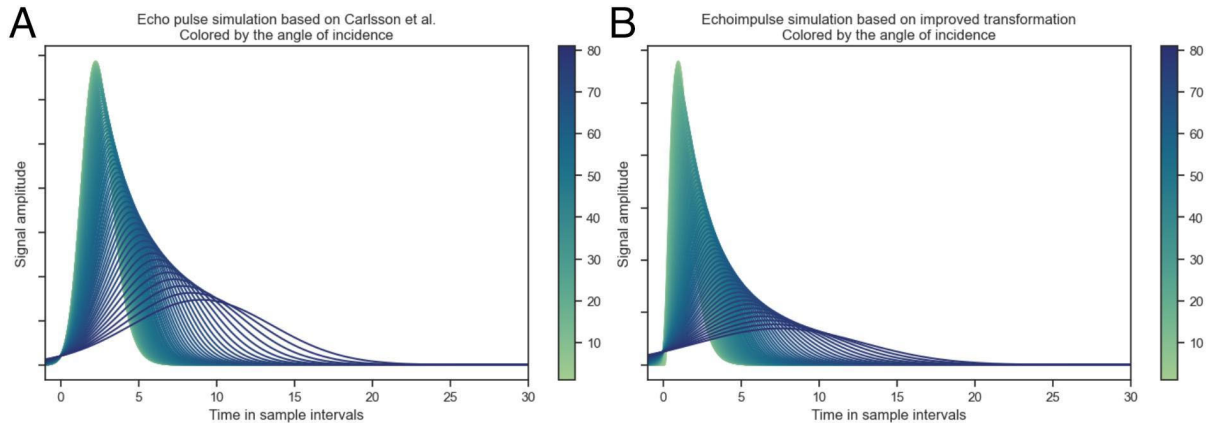 A
Echo pulse simulation based on Carlsson et al.
Colored by the angle of incidence
Signal amplitude
0 5 10 15 20 25 30
Time in sample intervals
80
70
60
50
40
30
20
10
B
Echoimpulse simulation based on improved transformation
Colored by the angle of incidence
Signal amplitude
0 5 10 15 20 25 30
Time in sample intervals
80
70
60
50
40
30
20
10